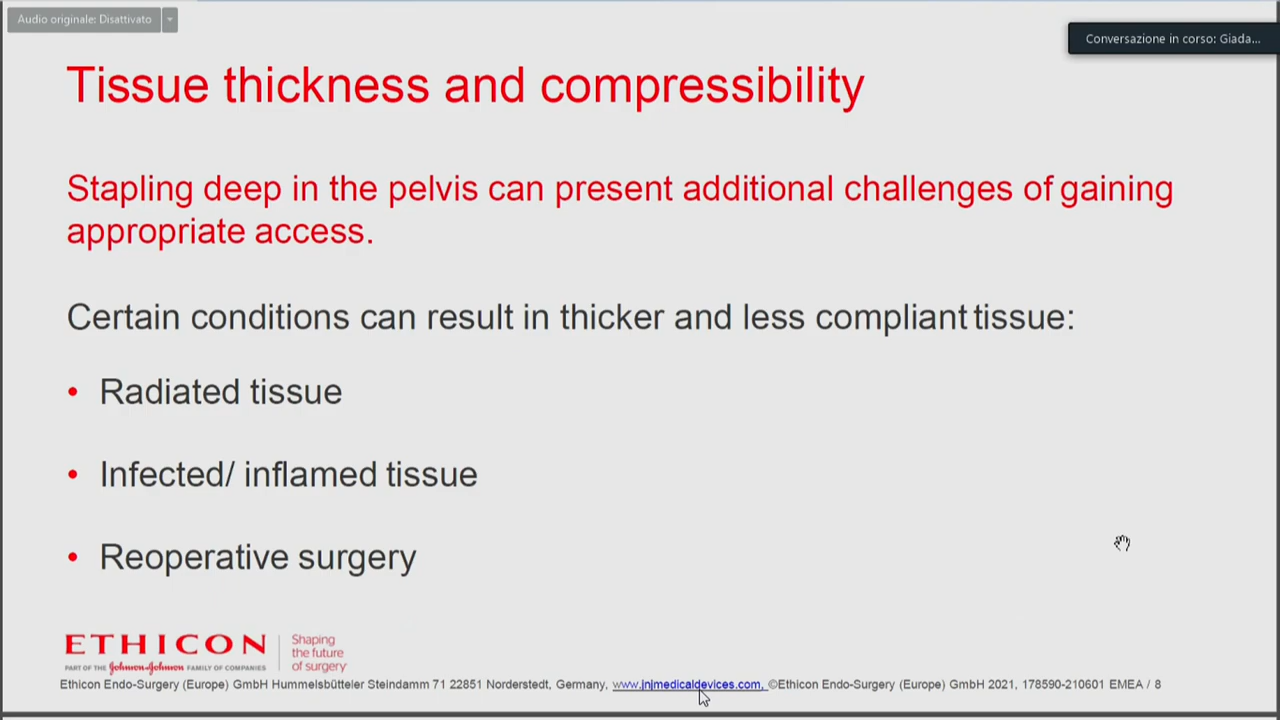 Audio originale: Disattivato
Conversazione in corso: Giada...
Tissue thickness and compressibility
Stapling deep in the pelvis can present additional challenges of gaining
appropriate access.
Certain conditions can result in thicker and less compliant tissue:
• Radiated tissue
• Infected/ inflamed tissue
• Reoperative surgery
ETHICON
PART OF THE Johnson & Johnson FAMILY OF COMPANIES
Shaping
the future
of surgery
Ethicon Endo-Surgery (Europe) GmbH Hummelsbütteler Steindamm 71 22851 Norderstedt, Germany, www.jnjmedicaldevices.com, ©Ethicon Endo-Surgery (Europe) GmbH 2021, 178590-210601 EMEA / 8